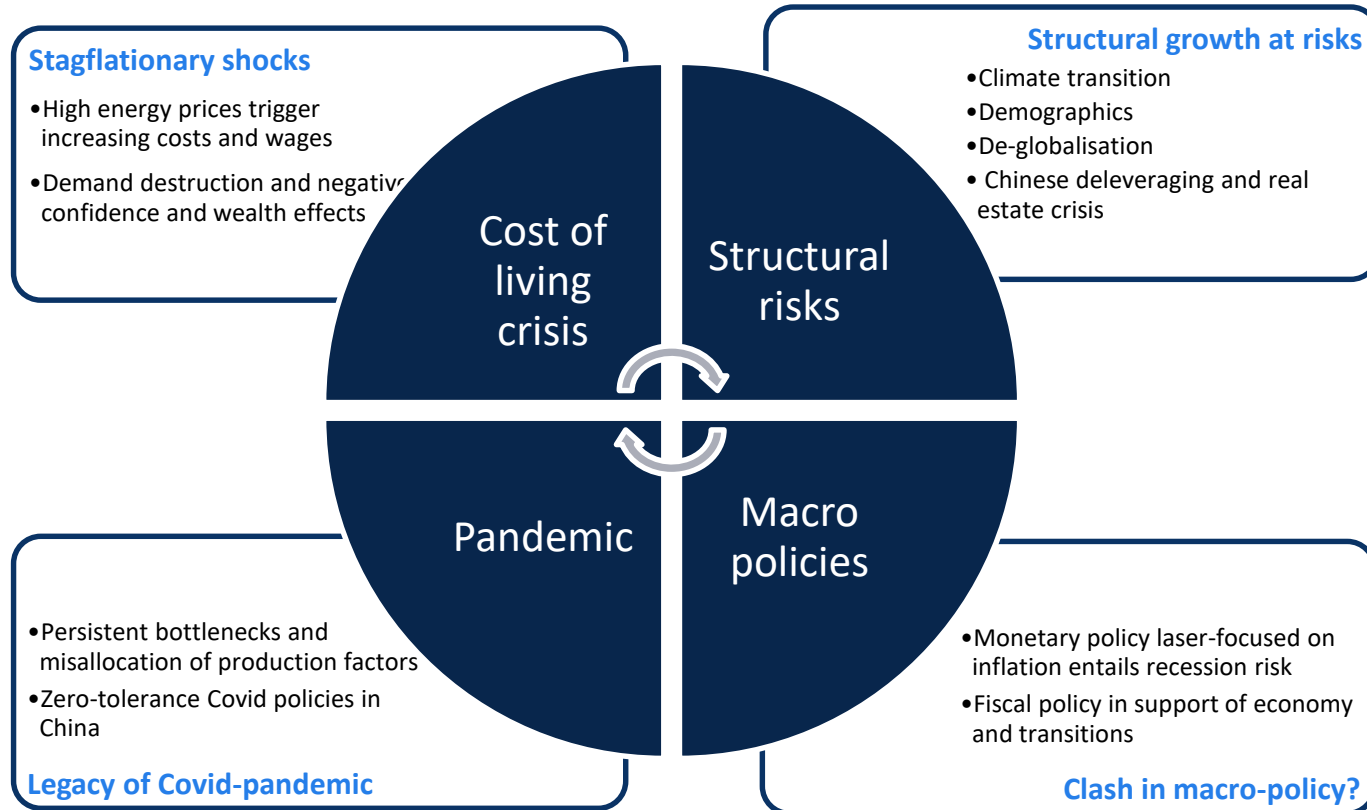 Stagflationary shocks
•High energy prices trigger
increasing costs and wages
•Demand destruction and negative
confidence and wealth effects
Structural growth at risks
•Climate transition
•Demographics
•De-globalisation
• Chinese deleveraging and real
estate crisis
Cost of
living
crisis
Structural
risks
Pandemic
Macro
policies
•Persistent bottlenecks and
misallocation of production factors
•Zero-tolerance Covid policies in
China
Legacy of Covid-pandemic
•Monetary policy laser-focused on
inflation entails recession risk
•Fiscal policy in support of economy
and transitions
Clash in macro-policy?